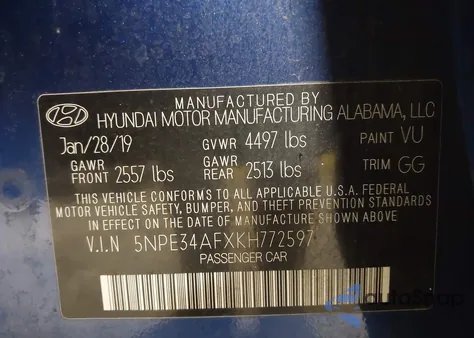 MANUFACTURED BY
HYUNDAI MOTOR MANUFACTURING ALABAMA, LLC
Jan/28/19 GVWR 4497 lbs PAINT VU
GAWR FRONT 2557 lbs GAWR REAR 2513 lbs TRIM GG
THIS VEHICLE CONFORMS TO ALL APPLICABLE U.S.A. FEDERAL
MOTOR VEHICLE SAFETY, BUMPER, AND THEFT PREVENTION STANDARDS
IN EFFECT ON THE DATE OF MANUFACTURE SHOWN ABOVE.
V.I.N 5NPE34AFXKH772597
PASSENGER CAR
autoSnap